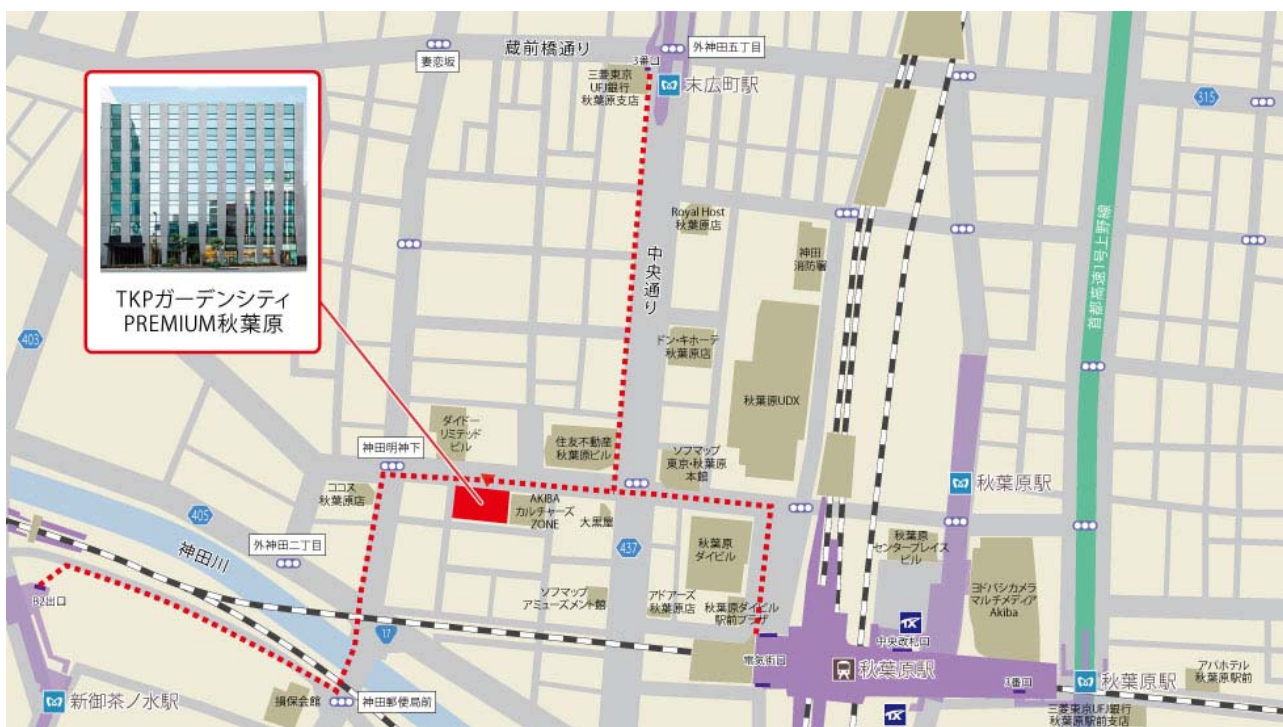 蔵前橋通り
外神田五丁目
妻恋坂
3番口
三菱東京
UFJ銀行
秋葉原支店
末広町駅
315
TKPガーデンシティ
PREMIUM秋葉原
Royal Host
秋葉原店
神田
消防署
中央通り
首都高速1号上野線
403
ドン・キホーテ
秋葉原店
秋葉原UDX
ダイドー
リミテッド
ビル
住友不動産
秋葉原ビル
神田明神下
ソフマップ
東京・秋葉原
本館
秋葉原駅
ココス
秋葉原店
AKIBA
カルチャーズ
ZONE
大黒屋
405
外神田二丁目
神田川
437
秋葉原
ダイビル
秋葉原
センタープレイス
ビル
ヨドバシカメラ
マルチメディア
Akiba
B2出口
ソフマップ
アミューズメント館
アドアーズ
秋葉原店
秋葉原ダイビル
駅前プラザ
17
電気街口
中央改札口
秋葉原駅
3番口
秋葉原駅
アパホテル
秋葉原駅前
新御茶ノ水駅
損保会館
神田郵便局前
三菱東京UFJ銀行
秋葉原駅前支店